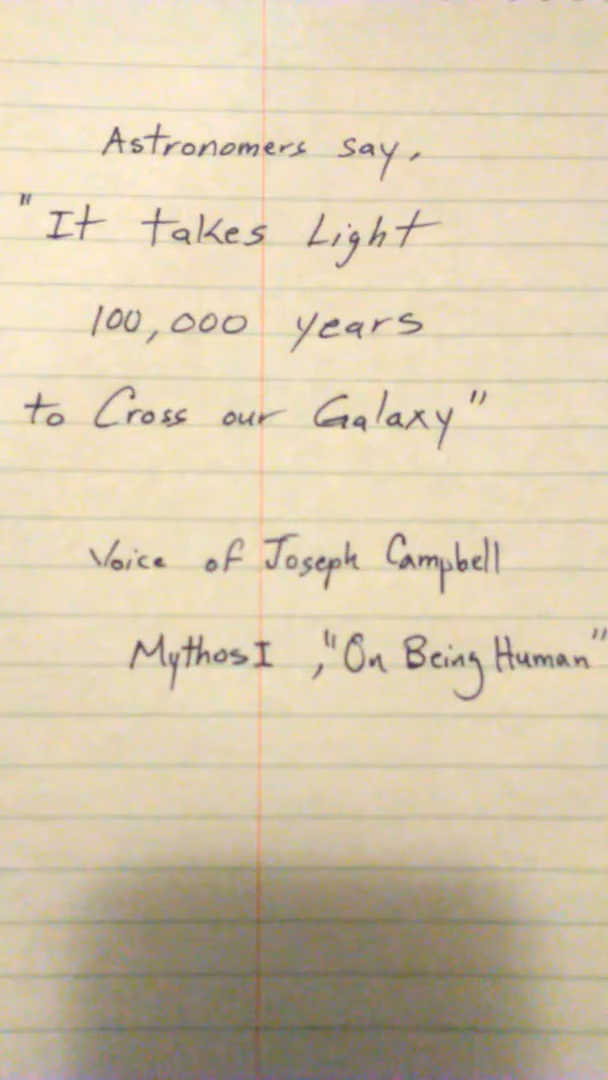 Astronomers say,
"It takes Light
100,000 years
to Cross our Galaxy"
Voice of Joseph Campbell
Mythos I , "On Being Human"